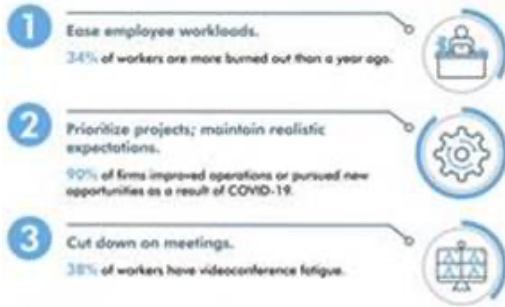 1
Ease employee workloads.
34% of workers are more burned out than a year ago.
2
Prioritize projects; maintain realistic
expectations.
90% of firms improved operations or pursued new
opportunities as a result of COVID-19.
3
Cut down on meetings.
38% of workers have videoconference fatigue.